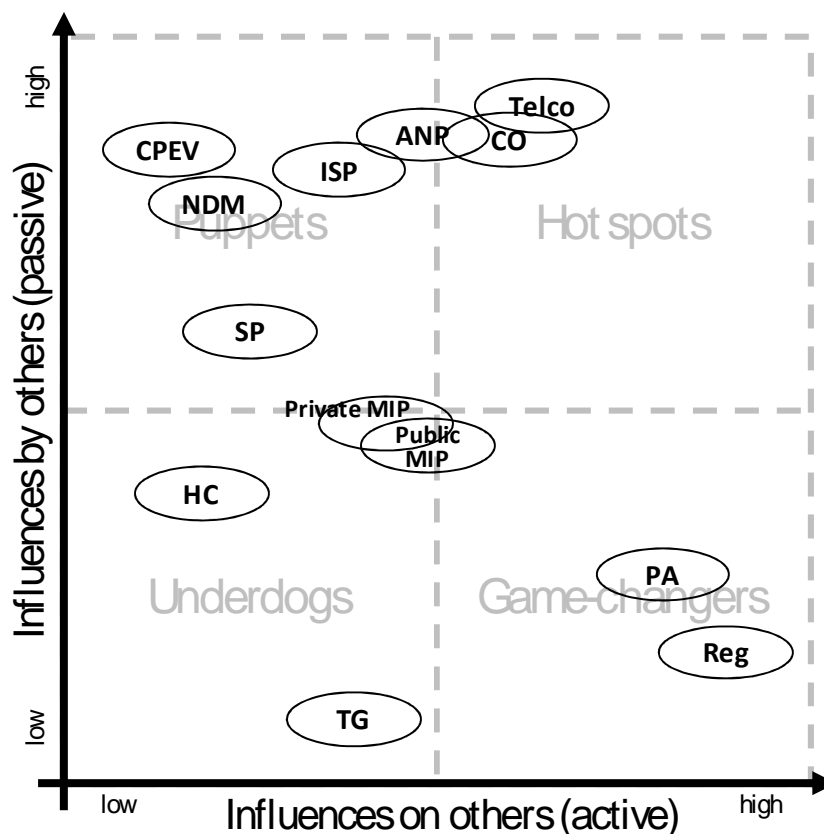 high
Telco
ANP
CO
CPEV
ISP
NDM
Puppets
Hot spots
SP
Influences by others (passive)
Private MIP
Public
MIP
HC
PA
Underdogs
Game-changers
Reg
TG
low
low
Influences on others (active)
high